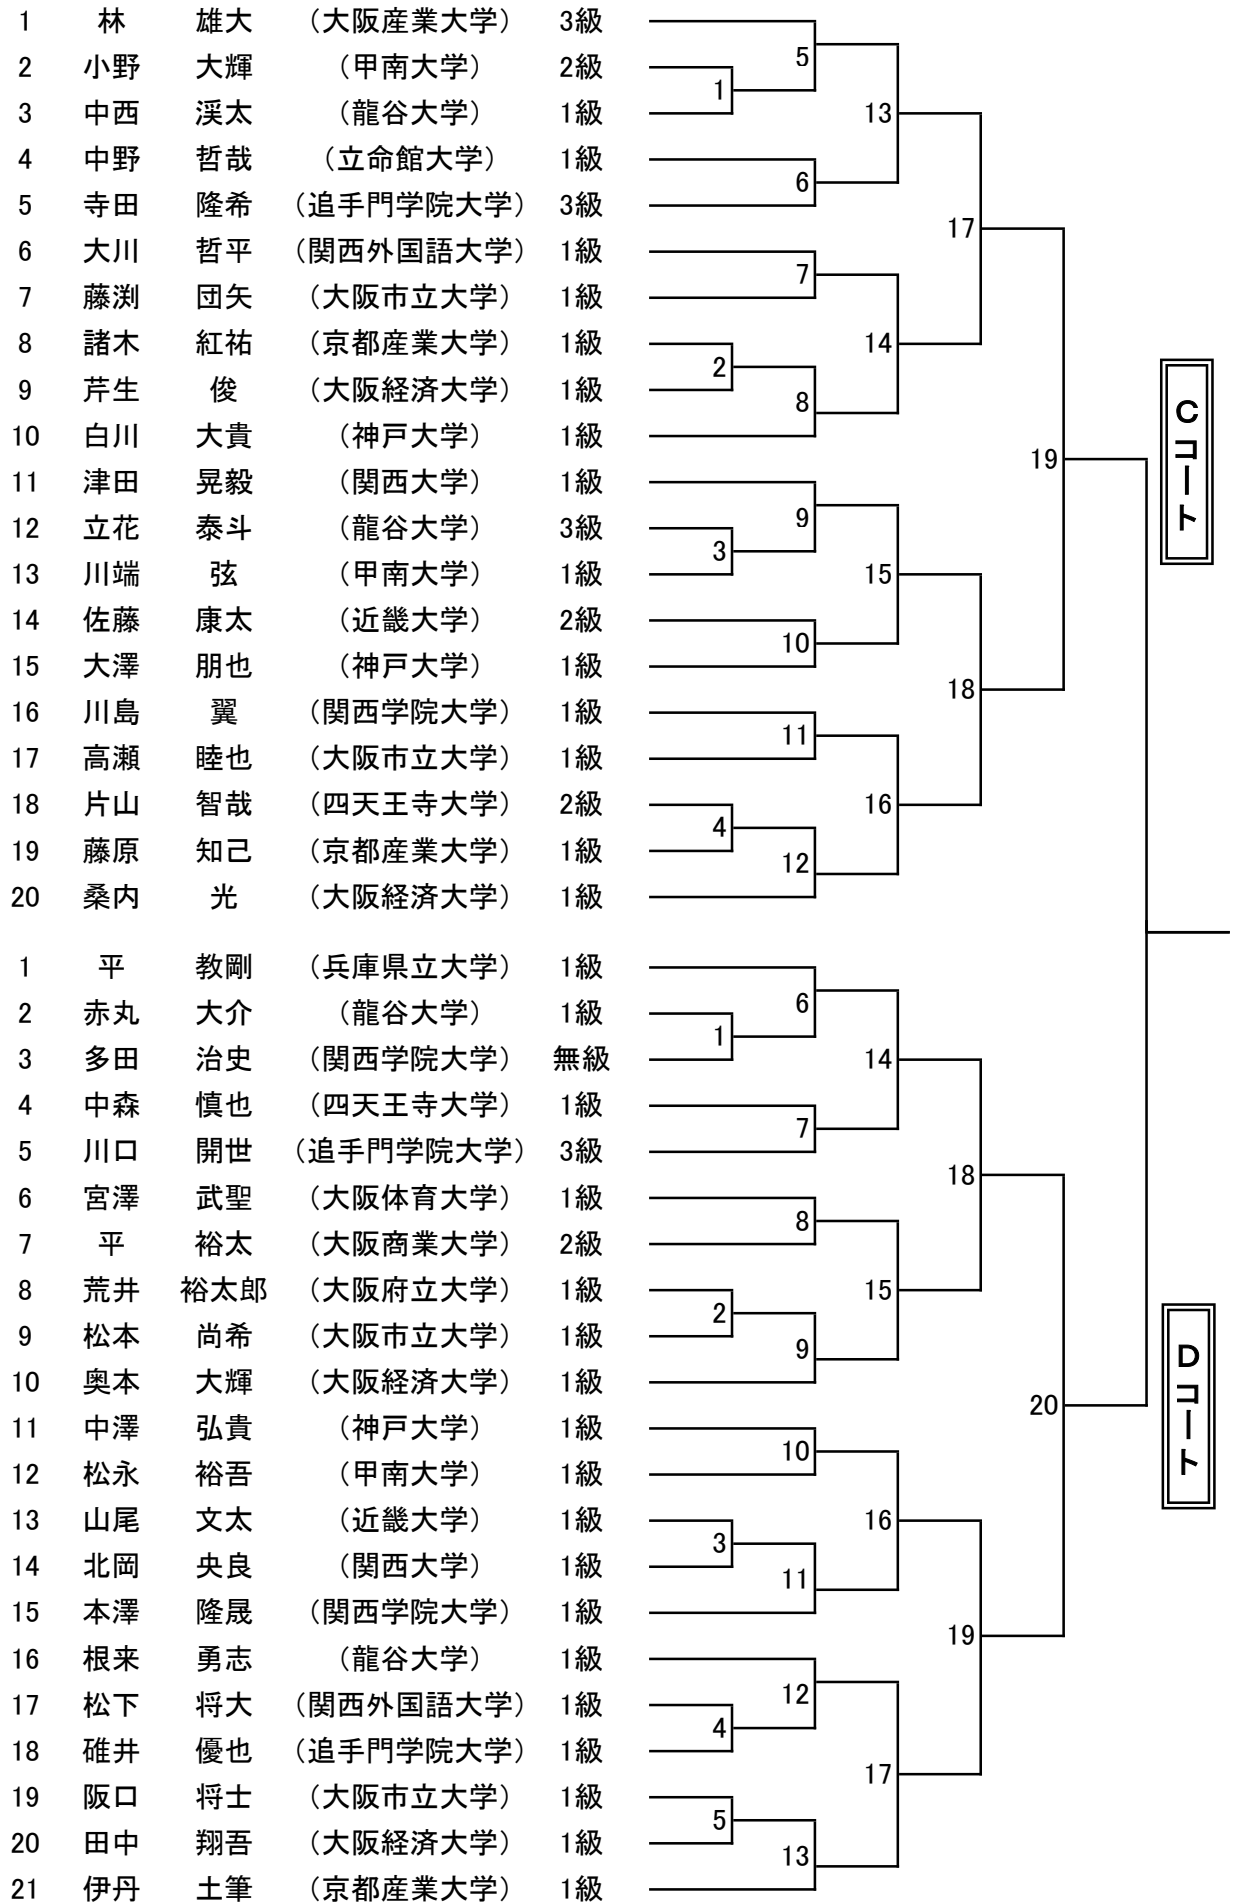 1 林 雄大 （大阪産業大学） 3級
2 小野 大輝 （甲南大学） 2級
3 中西 渓太 （龍谷大学） 1級
4 中野 哲哉 （立命館大学） 1級
5 寺田 隆希 （追手門学院大学） 3級
6 大川 哲平 （関西外国語大学） 1級
7 藤渕 団矢 （大阪市立大学） 1級
8 諸木 紅祐 （京都産業大学） 1級
9 芹生 俊 （大阪経済大学） 1級
10 白川 大貴 （神戸大学） 1級
11 津田 晃毅 （関西大学） 1級
12 立花 泰斗 （龍谷大学） 3級
13 川端 弦 （甲南大学） 1級
14 佐藤 康太 （近畿大学） 2級
15 大澤 朋也 （神戸大学） 1級
16 川島 翼 （関西学院大学） 1級
17 高瀬 睦也 （大阪市立大学） 1級
18 片山 智哉 （四天王寺大学） 2級
19 藤原 知己 （京都産業大学） 1級
20 桑内 光 （大阪経済大学） 1級
1
2
3
4
5
6
7
8
9
10
11
12
13
14
15
16
17
18
19
Cコート
1 平 教剛 （兵庫県立大学） 1級
2 赤丸 大介 （龍谷大学） 1級
3 多田 治史 （関西学院大学） 無級
4 中森 慎也 （四天王寺大学） 1級
5 川口 開世 （追手門学院大学） 3級
6 宮澤 武聖 （大阪体育大学） 1級
7 平 裕太 （大阪商業大学） 2級
8 荒井 裕太郎 （大阪府立大学） 1級
9 松本 尚希 （大阪市立大学） 1級
10 奥本 大輝 （大阪経済大学） 1級
11 中澤 弘貴 （神戸大学） 1級
12 松永 裕吾 （甲南大学） 1級
13 山尾 文太 （近畿大学） 1級
14 北岡 央良 （関西大学） 1級
15 本澤 隆晟 （関西学院大学） 1級
16 根来 勇志 （龍谷大学） 1級
17 松下 将大 （関西外国語大学） 1級
18 碓井 優也 （追手門学院大学） 1級
19 阪口 将士 （大阪市立大学） 1級
20 田中 翔吾 （大阪経済大学） 1級
21 伊丹 土筆 （京都産業大学） 1級
1
2
3
4
5
6
7
8
9
10
11
12
13
14
15
16
17
18
19
20
Dコート